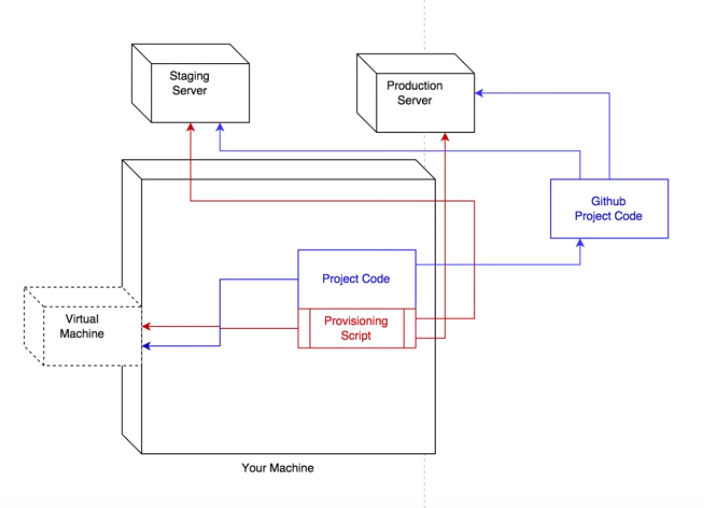 Staging
Server
Production
Server
Github
Project Code
Project Code
Virtual
Machine
Provisioning
Script
Your Machine